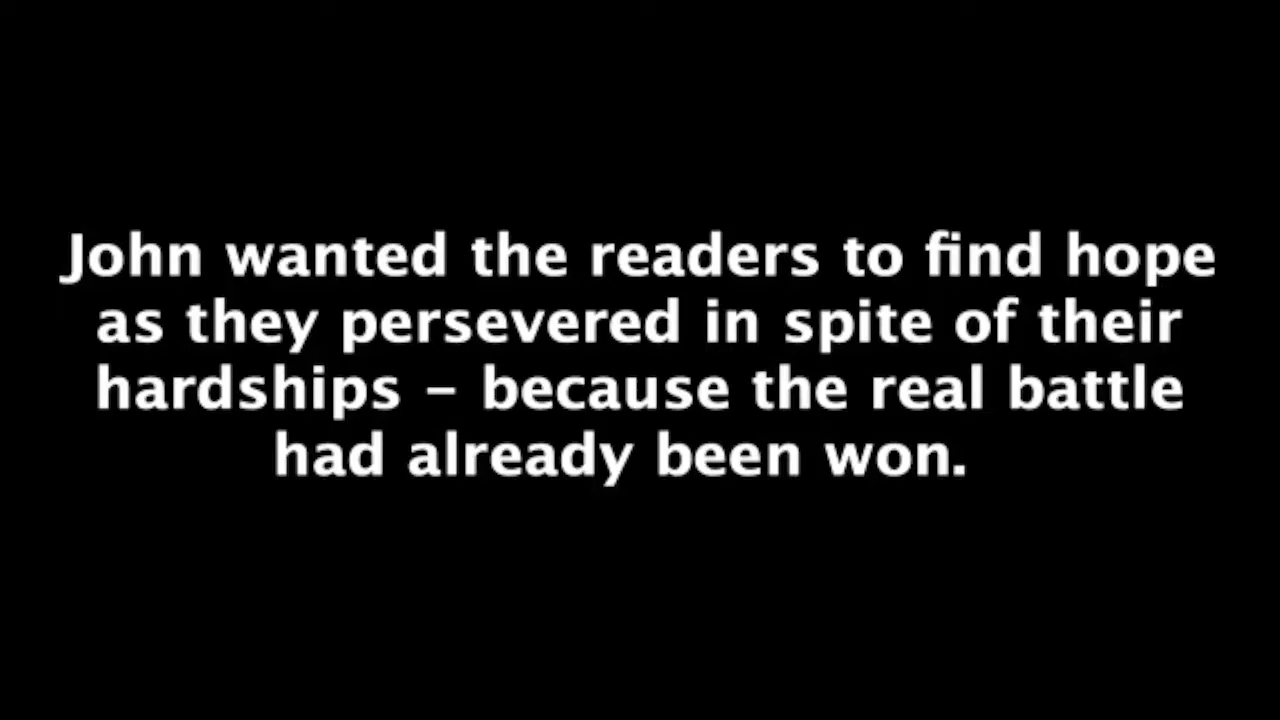 John wanted the readers to find hope
as they persevered in spite of their
hardships – because the real battle
had already been won.